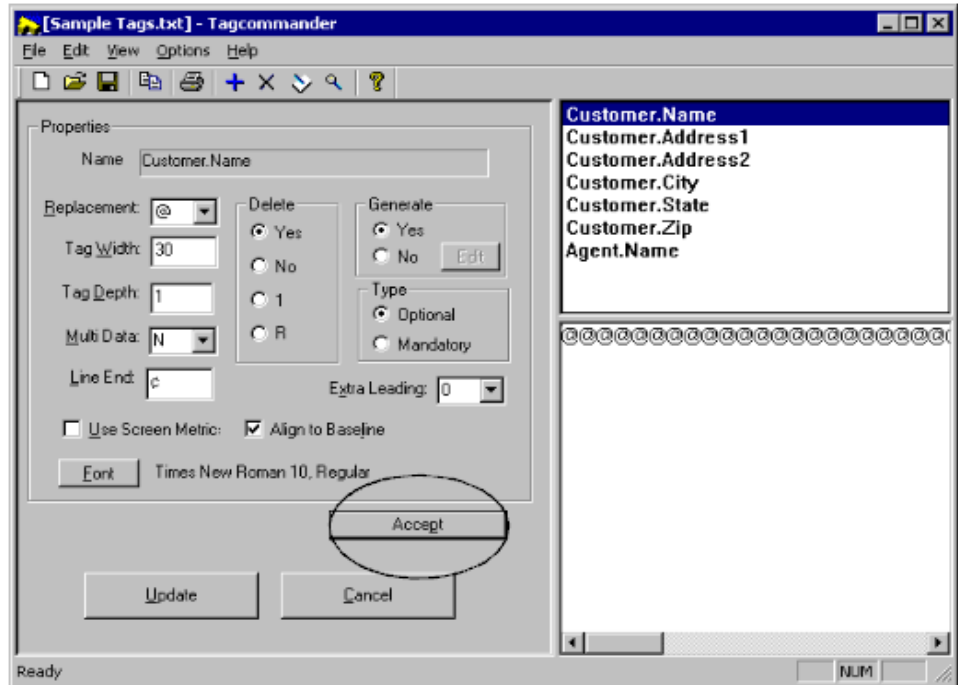 [Sample Tags.txt] - Tagcommander
File Edit View Options Help
Properties
Name Customer.Name
Replacement: @
Tag Width: 30
Tag Depth: 1
Multi Data: N
Line End: ¢
Delete
Yes
No
1
R
Generate
Yes
No Edit
Type
Optional
Mandatory
Extra Leading: 0
Use Screen Metric:
Align to Baseline
Font Times New Roman 10, Regular
Accept
Update Cancel
Customer.Name
Customer.Address1
Customer.Address2
Customer.City
Customer.State
Customer.Zip
Agent.Name
@@@@@@@@@@@@@@@@@@@@@
Ready NUM